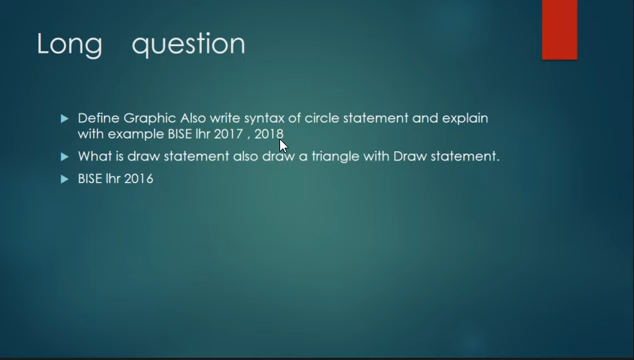 Long question
Define Graphic Also write syntax of circle statement and explain
with example BISE lhr 2017 , 2018
What is draw statement also draw a triangle with Draw statement.
BISE lhr 2016